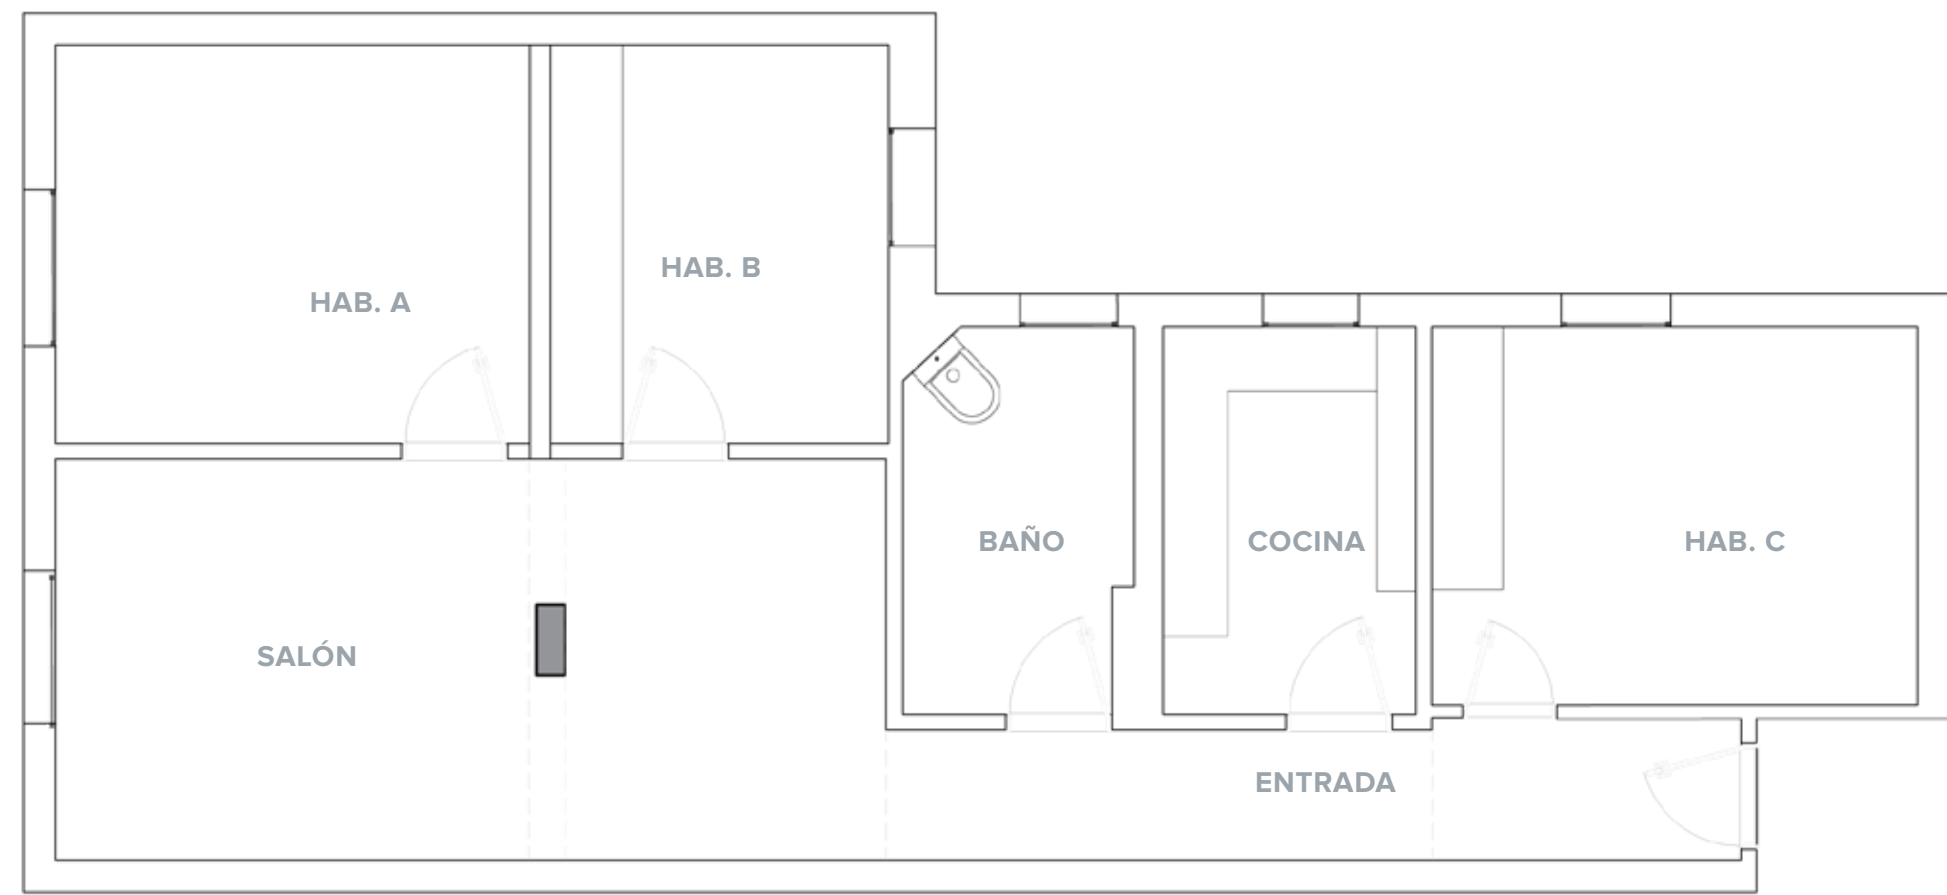 HAB. A
HAB. B
BAÑO
COCINA
HAB. C
SALÓN
ENTRADA